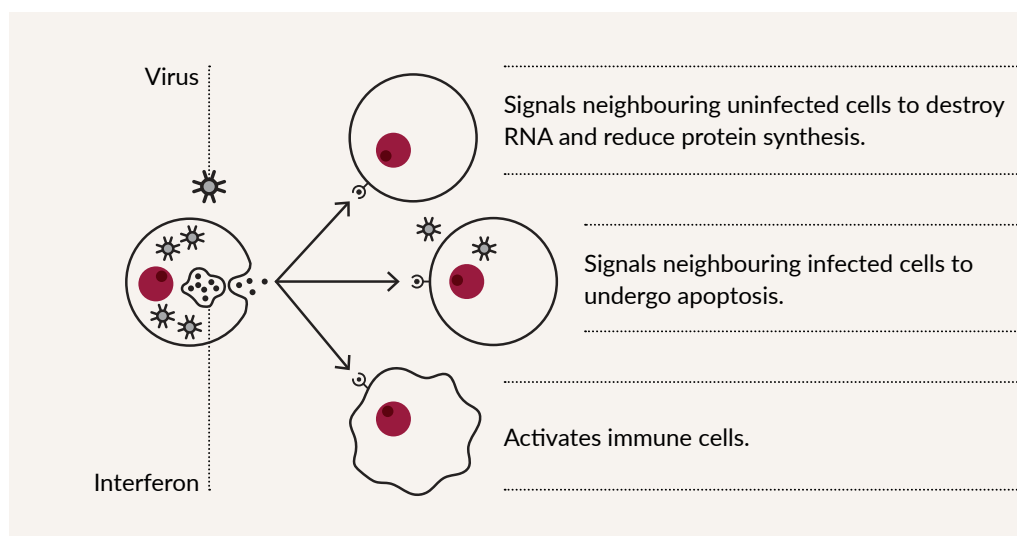 Virus
Signals neighbouring uninfected cells to destroy
RNA and reduce protein synthesis.
Signals neighbouring infected cells to
undergo apoptosis.
Activates immune cells.
Interferon